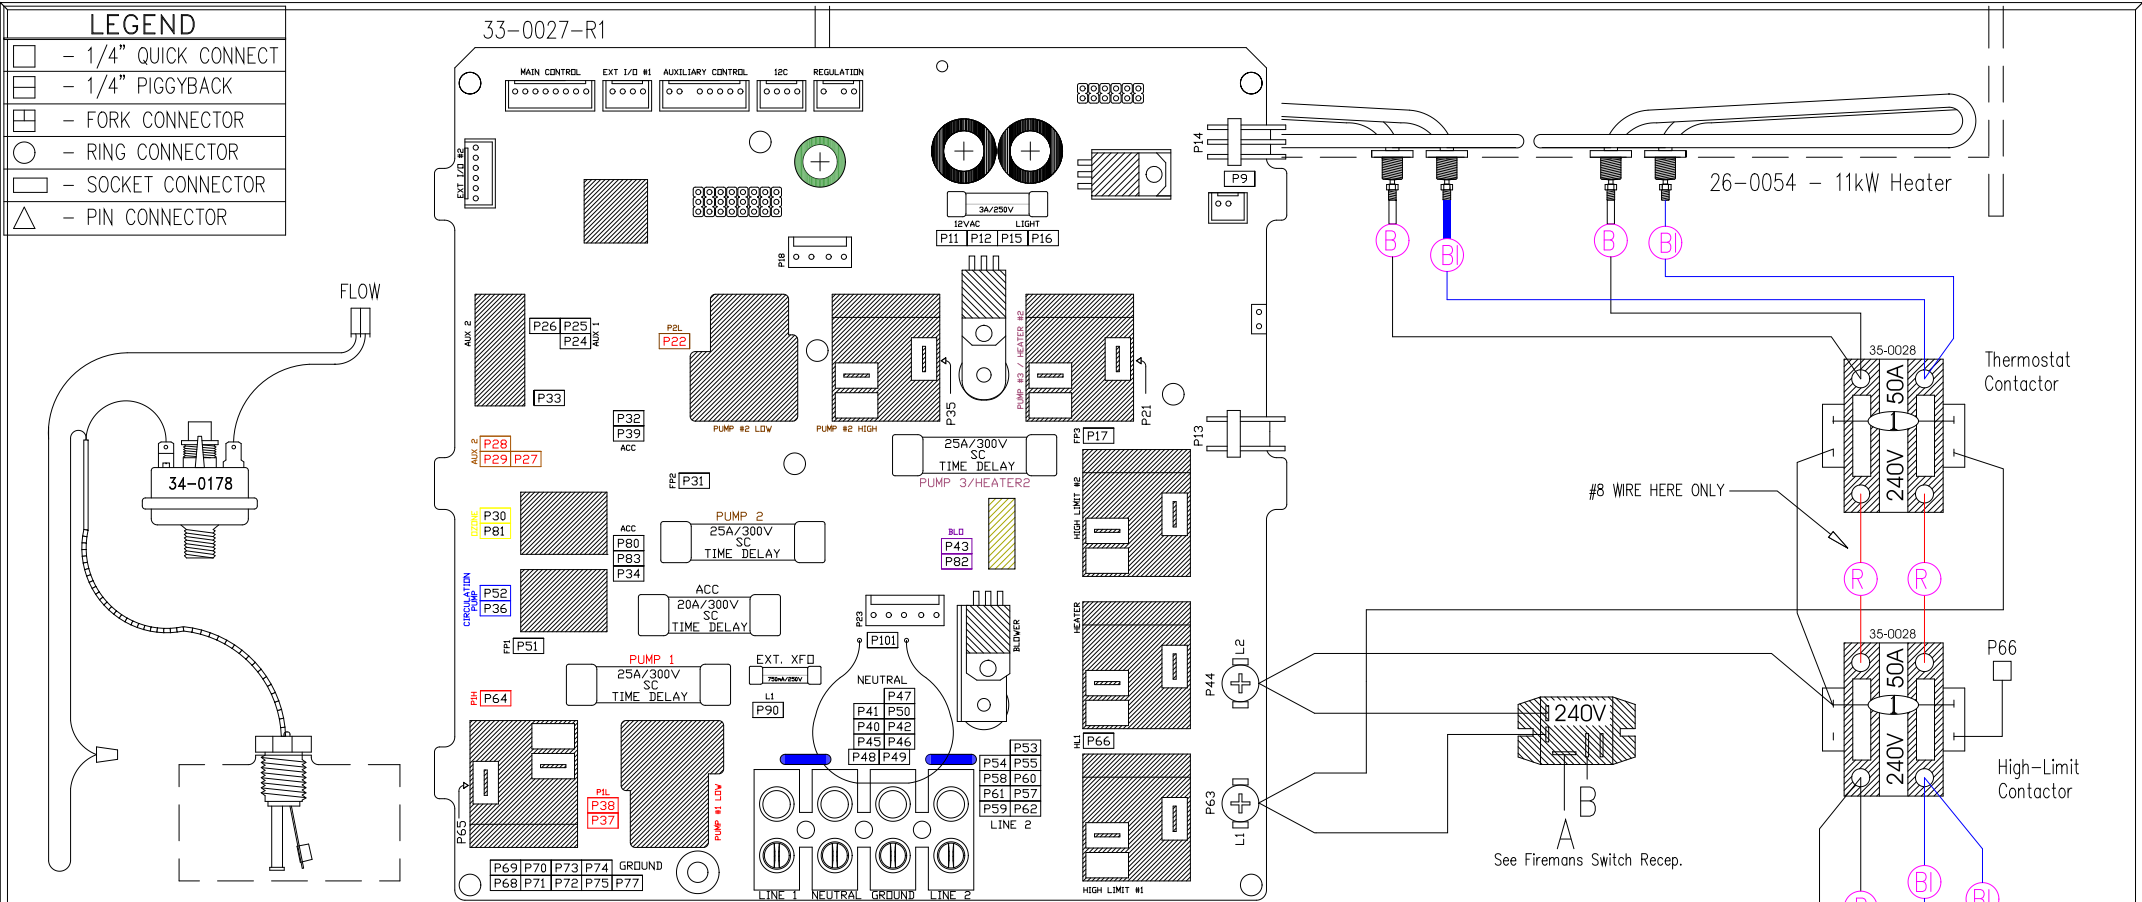 LEGEND
- 1/4" QUICK CONNECT
- 1/4" PIGGYBACK
- FORK CONNECTOR
- RING CONNECTOR
- SOCKET CONNECTOR
- PIN CONNECTOR
33-0027-R1
MAIN CONTROL
EXT I/O #1
AUXILIARY CONTROL
12C
REGULATION
EXT I/O #2
P14
P9
3A/250V
12VAC
LIGHT
P11 P12 P15 P16
P18
26-0054 - 11kW Heater
B
Bl
B
Bl
FLOW
34-0178
AUX 2
P26 P25
P24
AUX 1
P33
P2L
P22
PUMP #2 LOW
PUMP #2 HIGH
P35
PUMP #3 / HEATER #2
P21
P32
P39
ACC
AUX 2
P28
P29 P27
FP2
P31
25A/300V
SC
TIME DELAY
PUMP 3/HEATER2
FP3
P17
P13
HIGH LIMIT #2
P30
P81
ACC
P80
P83
P34
PUMP 2
25A/300V
SC
TIME DELAY
BLO
P43
P82
CIRCULATION
PUMP
P52
P36
FP1
P51
ACC
20A/300V
SC
TIME DELAY
P23
P101
BLOWER
HEATER
PUMP 1
25A/300V
SC
TIME DELAY
EXT. XFO
750mA/250V
L1
P90
P1H
P64
NEUTRAL
P47
P41 P50
P40 P42
P45 P46
P48 P49
P53
P54 P55
P58 P60
P61 P57
P59 P62
LINE 2
HL1
P66
P44
L2
P63
L1
P65
P1L
P38
P37
PUMP #1 LOW
P69 P70 P73 P74 GROUND
P68 P71 P72 P75 P77
LINE 1
NEUTRAL
GROUND
LINE 2
HIGH LIMIT #1
35-0028
50A
240V
Thermostat
Contactor
#8 WIRE HERE ONLY
R
R
35-0028
50A
240V
P66
High-Limit
Contactor
240V
A
B
See Firemans Switch Recep.
B
Bl
Bl